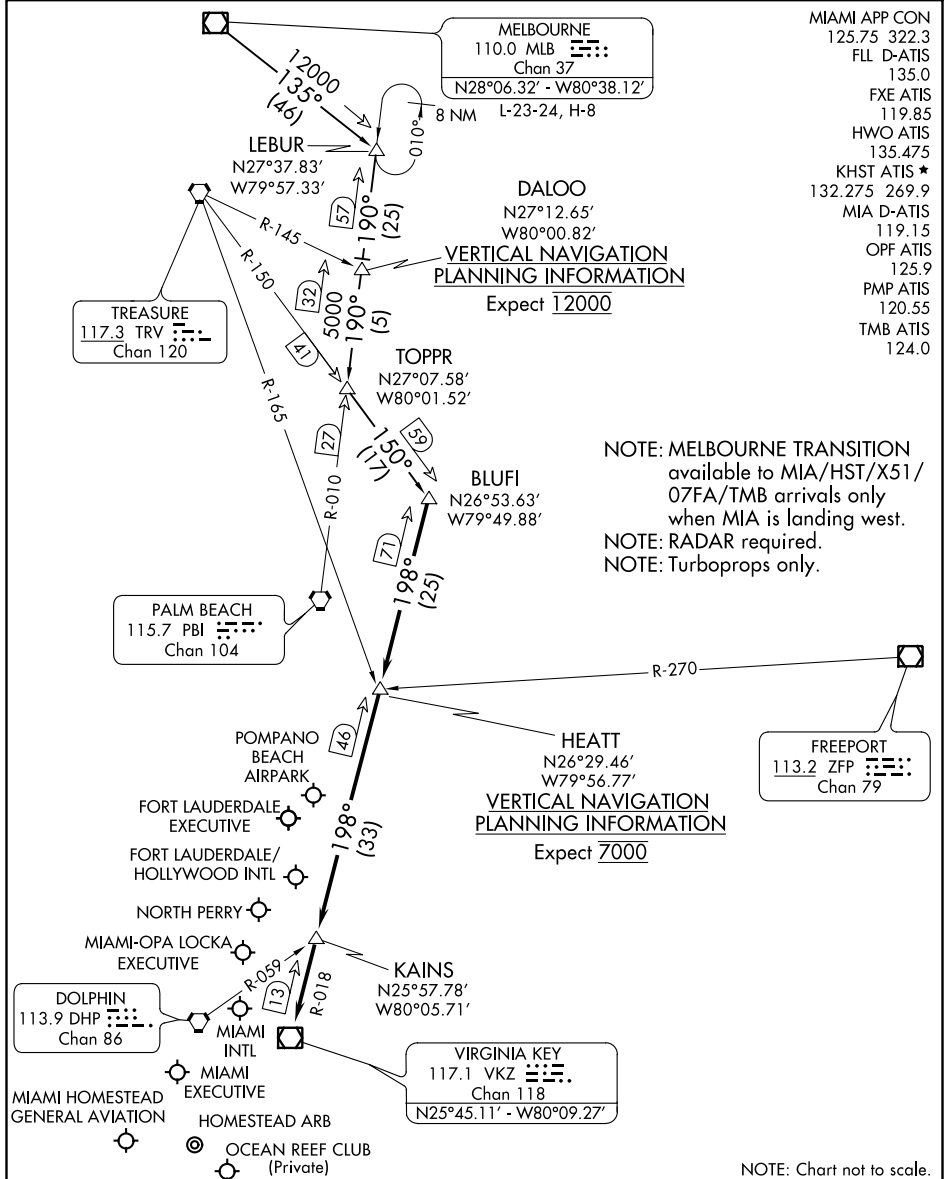 MELBOURNE
110.0 MLB
Chan 37
N28°06.32' - W80°38.12'
L-23-24, H-8
MIAMI APP CON
125.75 322.3
FLL D-ATIS
135.0
FXE ATIS
119.85
HWO ATIS
135.475
KHST ATIS ★
132.275 269.9
MIA D-ATIS
119.15
OPF ATIS
125.9
PMP ATIS
120.55
TMB ATIS
124.0
12000
135°
(46)
8 NM
010°
LEBUR
N27°37.83'
W79°57.33'
57
190°
(25)
DALOO
N27°12.65'
W80°00.82'
VERTICAL NAVIGATION
PLANNING INFORMATION
Expect 12000
R-145
R-150
R-165
32
5000
190°
(5)
41
TREASURE
117.3 TRV
Chan 120
TOPPR
N27°07.58'
W80°01.52'
27
R-010
59
150°
(17)
BLUFI
N26°53.63'
W79°49.88'
NOTE: MELBOURNE TRANSITION
available to MIA/HST/X51/
07FA/TMB arrivals only
when MIA is landing west.
NOTE: RADAR required.
NOTE: Turboprops only.
71
198°
(25)
PALM BEACH
115.7 PBI
Chan 104
R-270
FREEPORT
113.2 ZFP
Chan 79
46
HEATT
N26°29.46'
W79°56.77'
VERTICAL NAVIGATION
PLANNING INFORMATION
Expect 7000
POMPANO
BEACH
AIRPARK
FORT LAUDERDALE
EXECUTIVE
198°
(33)
FORT LAUDERDALE/
HOLLYWOOD INTL
NORTH PERRY
MIAMI-OPA LOCKA
EXECUTIVE
R-059
13
R-018
KAINS
N25°57.78'
W80°05.71'
DOLPHIN
113.9 DHP
Chan 86
MIAMI
INTL
VIRGINIA KEY
117.1 VKZ
Chan 118
N25°45.11' - W80°09.27'
MIAMI
EXECUTIVE
MIAMI HOMESTEAD
GENERAL AVIATION
HOMESTEAD ARB
OCEAN REEF CLUB
(Private)
NOTE: Chart not to scale.